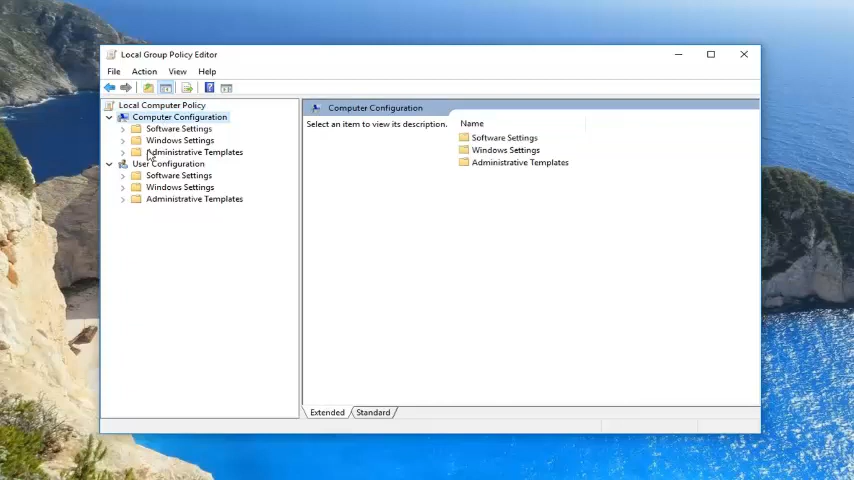 Local Group Policy Editor
File Action View Help
Local Computer Policy
Computer Configuration
Software Settings
Windows Settings
Administrative Templates
User Configuration
Software Settings
Windows Settings
Administrative Templates
Computer Configuration
Select an item to view its description.
Name
Software Settings
Windows Settings
Administrative Templates
Extended Standard